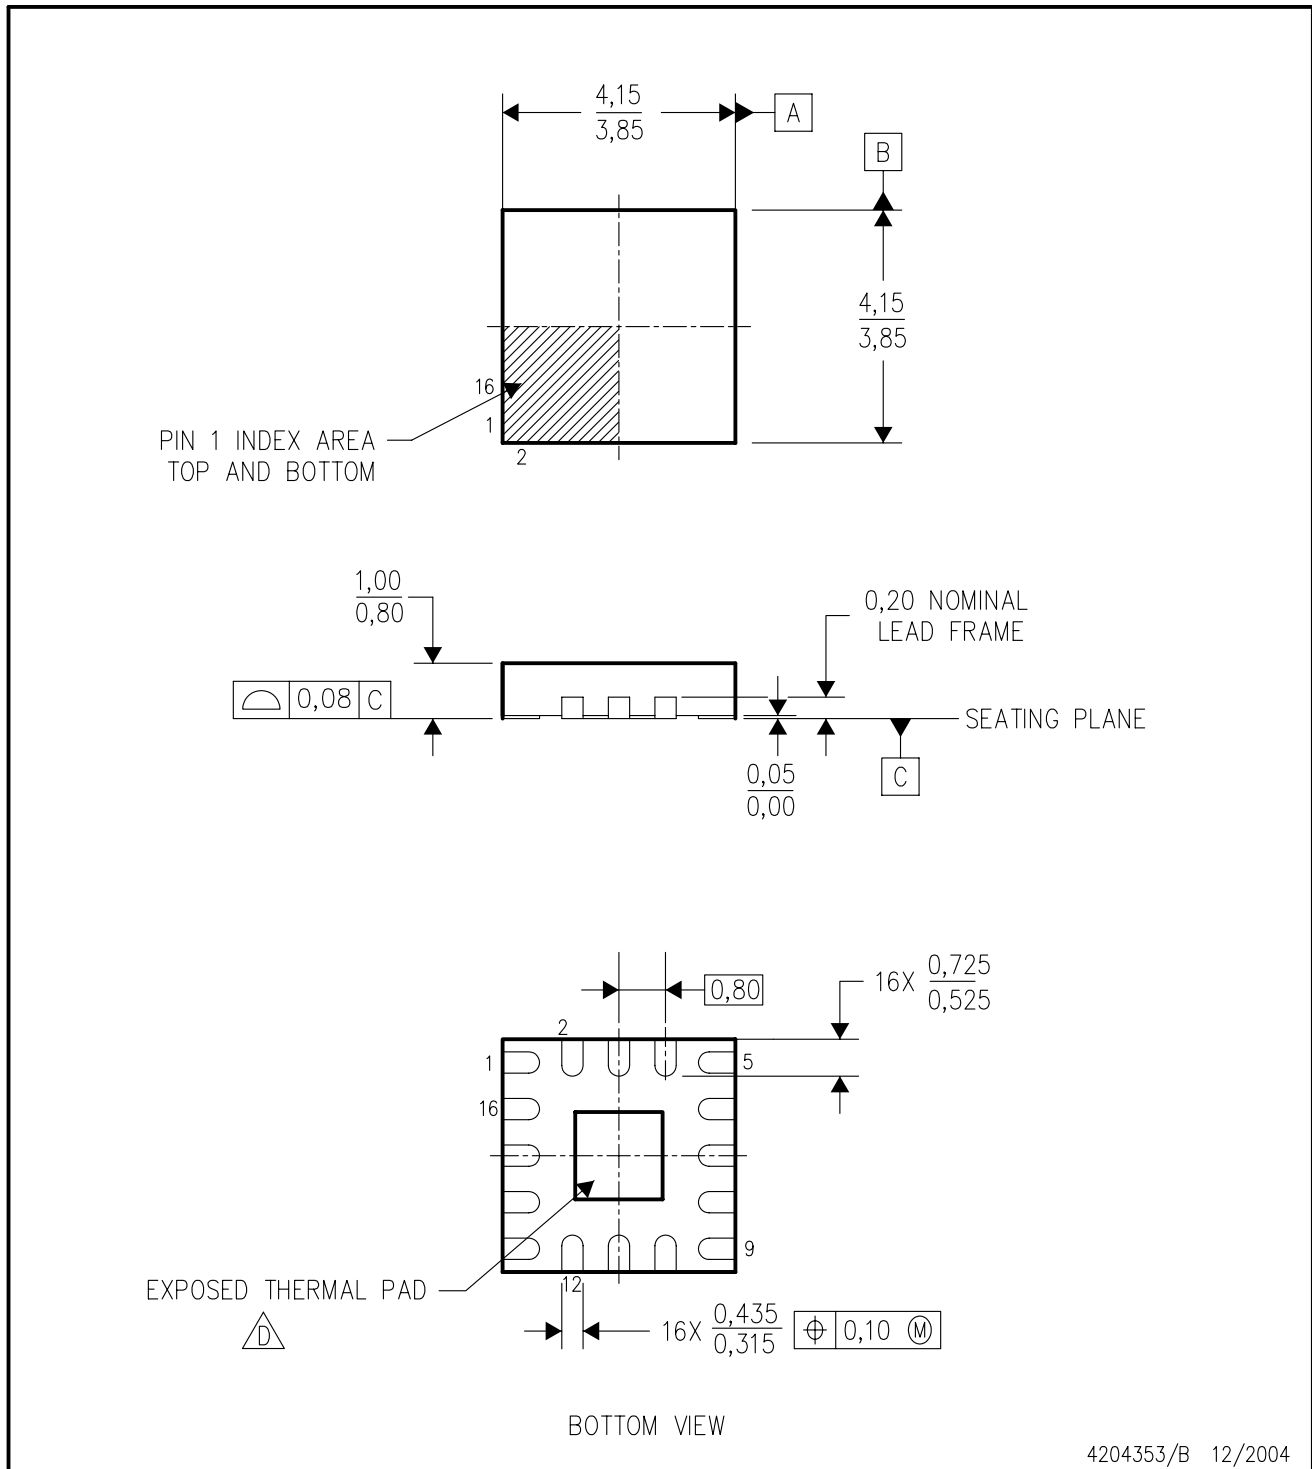 4,15
3,85
A
B
4,15
3,85
16
1
2
PIN 1 INDEX AREA
TOP AND BOTTOM
1,00
0,80
0,20 NOMINAL
LEAD FRAME
0,08 C
SEATING PLANE
0,05
0,00
C
0,80
16X 0,725
0,525
2
1
5
16
9
12
EXPOSED THERMAL PAD
D
16X 0,435
0,315
0,10 Ⓜ
BOTTOM VIEW
4204353/B 12/2004